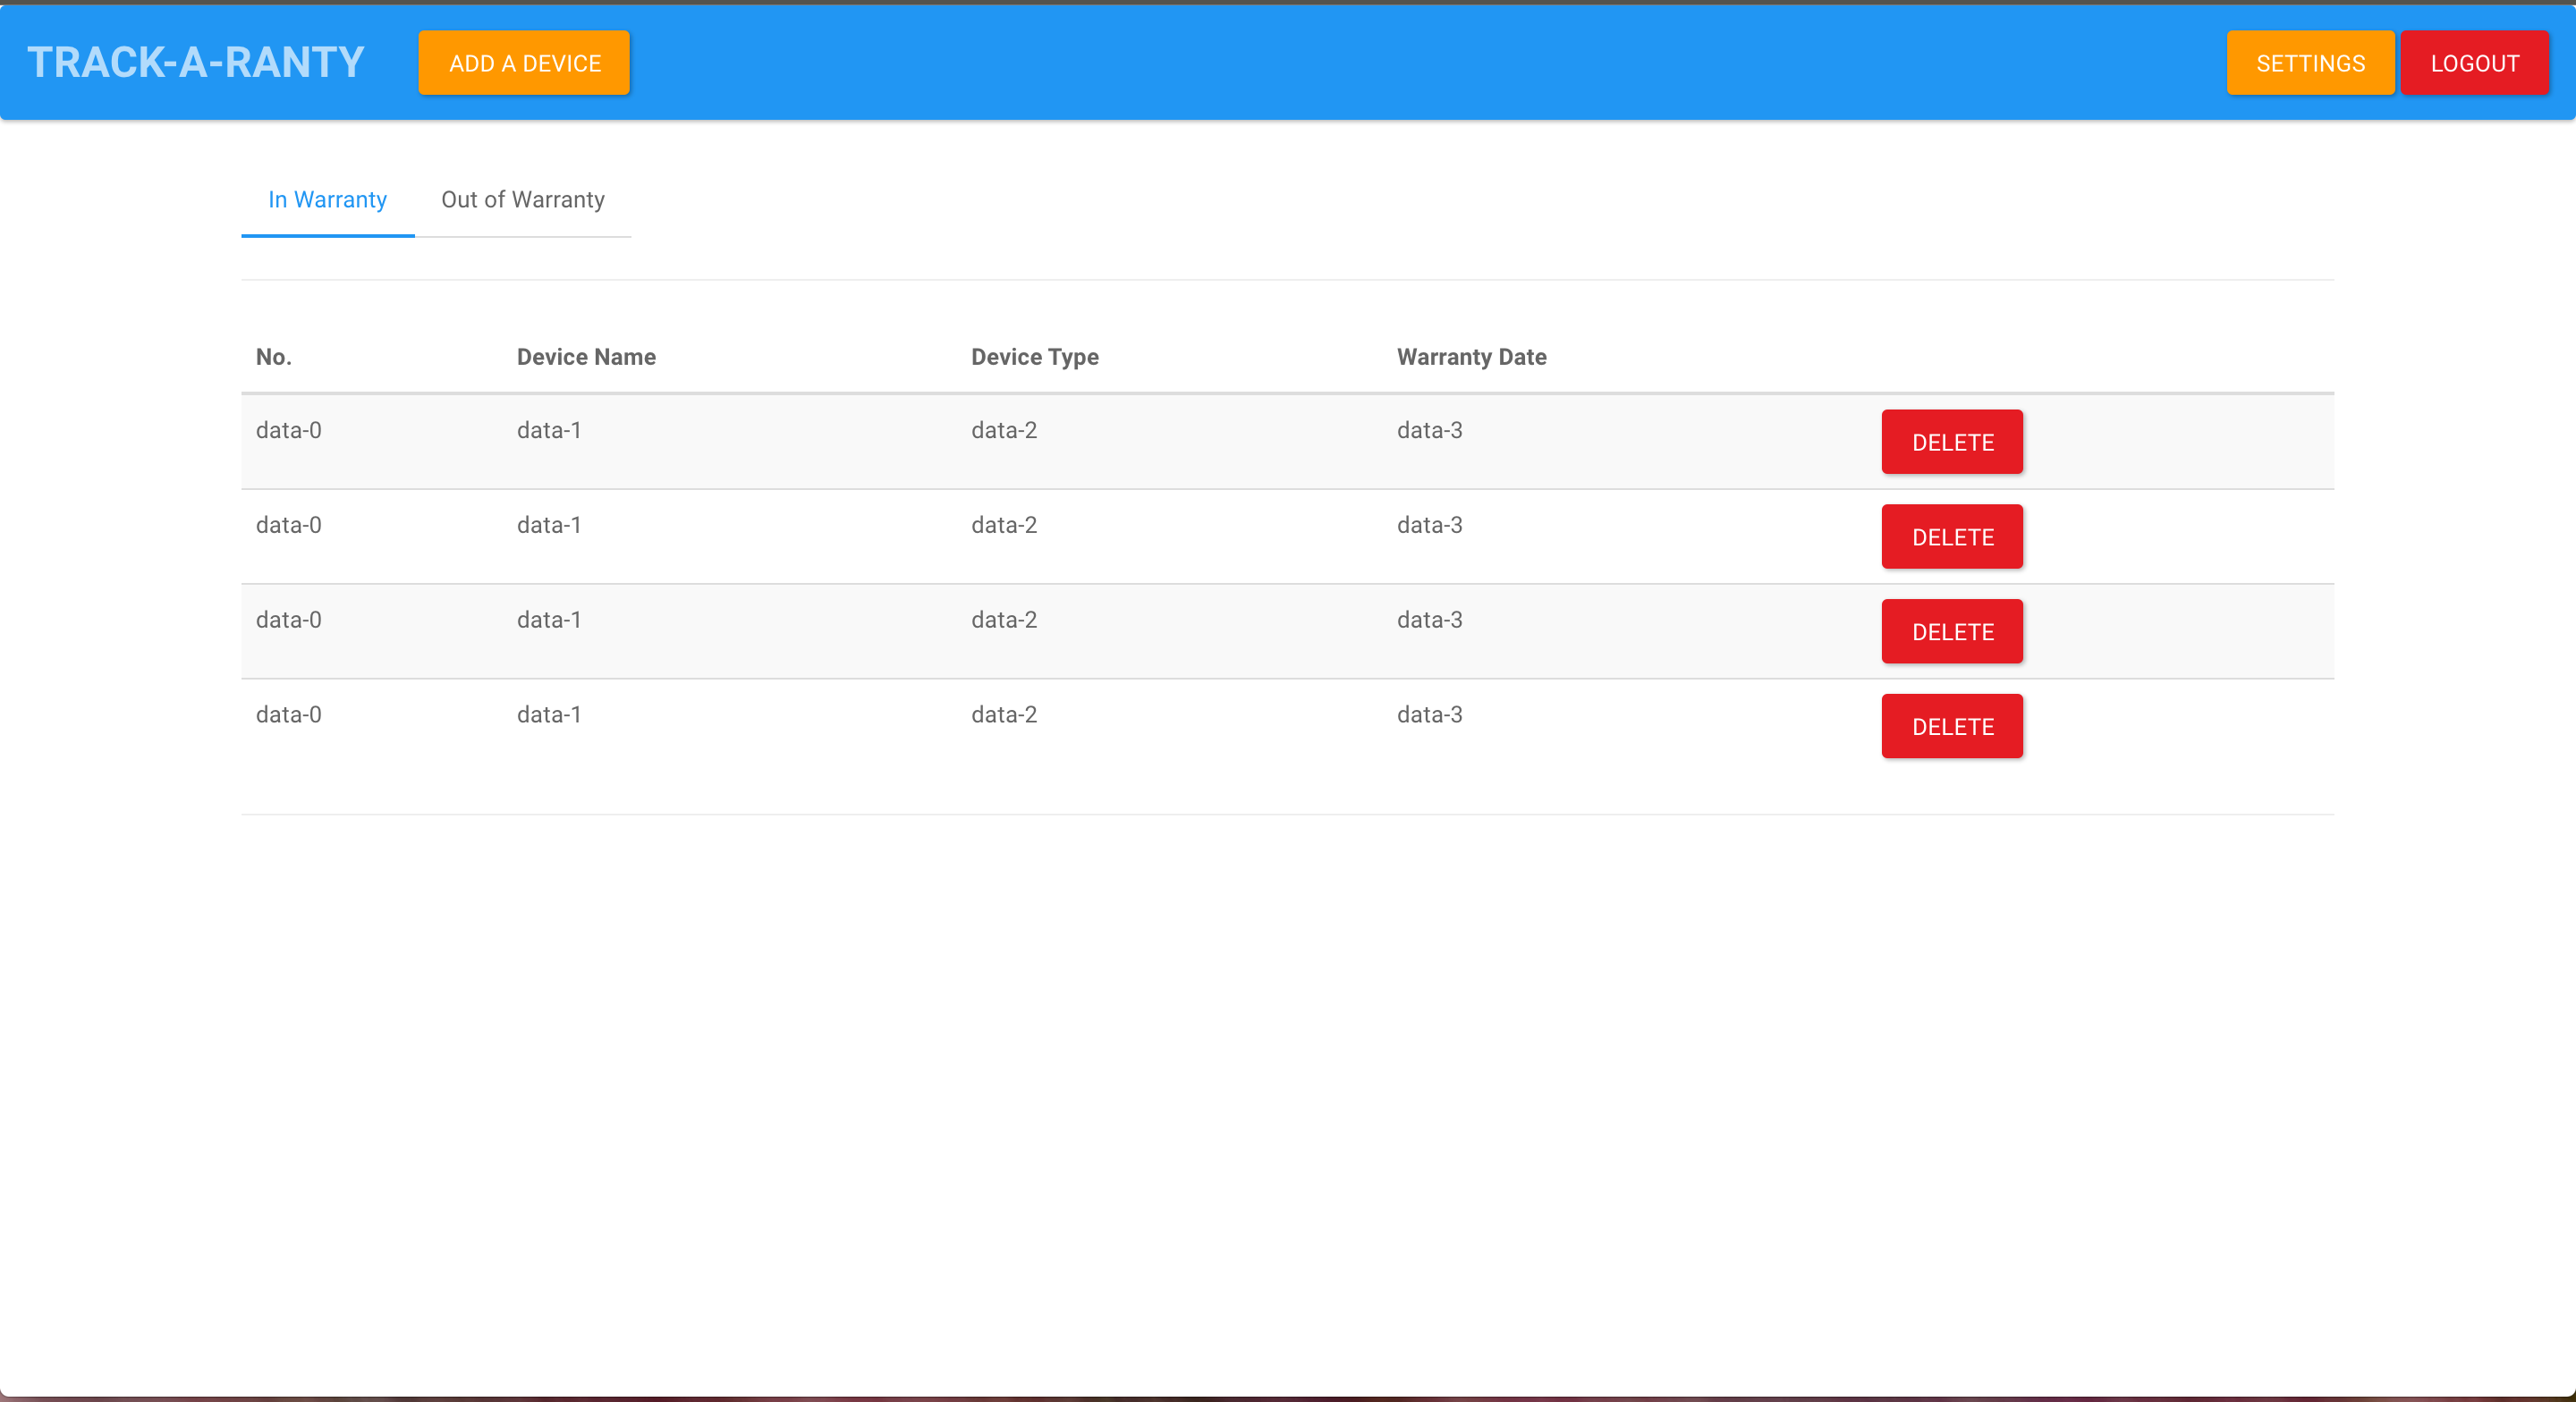 TRACK-A-RANTY ADD A DEVICE SETTINGS LOGOUT
In Warranty Out of Warranty
No. Device Name Device Type Warranty Date
data-0 data-1 data-2 data-3 DELETE
data-0 data-1 data-2 data-3 DELETE
data-0 data-1 data-2 data-3 DELETE
data-0 data-1 data-2 data-3 DELETE